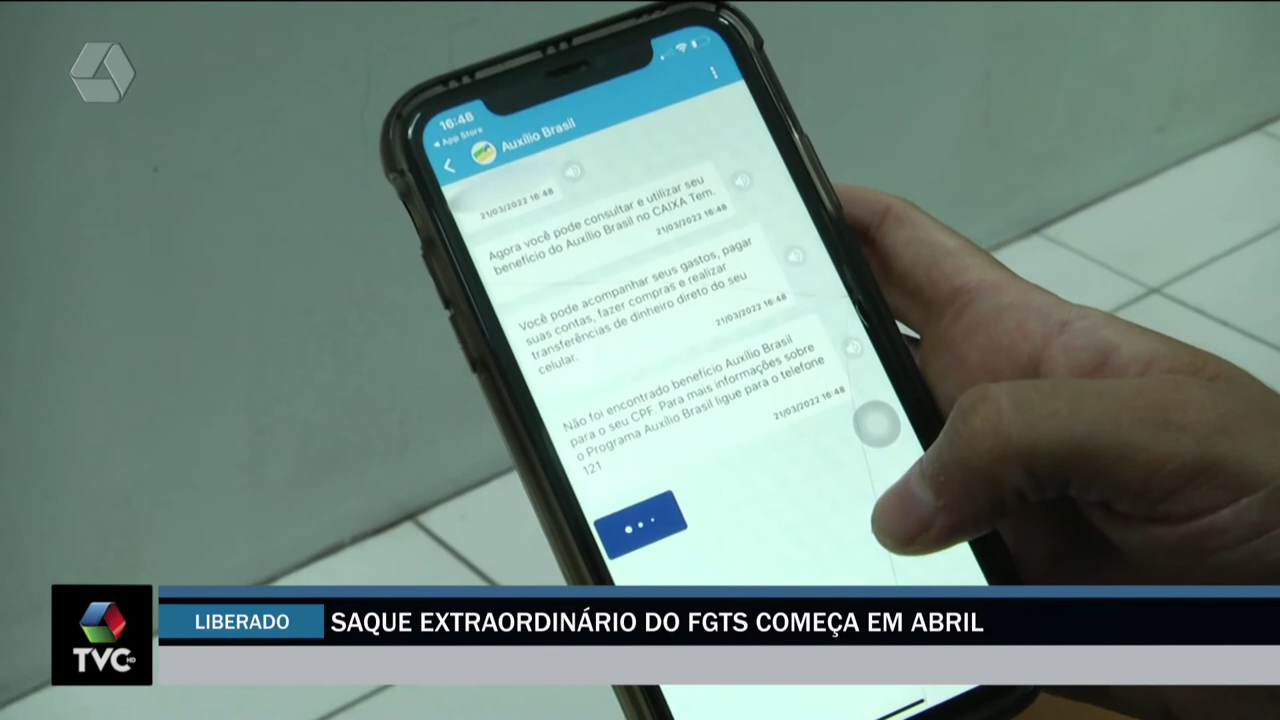 16:48
App Store
Auxílio Brasil
21/03/2022 16:48
Agora você pode consultar e utilizar seu
benefício do Auxílio Brasil no CAIXA Tem.
21/03/2022 16:48
Você pode acompanhar seus gastos, pagar
suas contas, fazer compras e realizar
transferências de dinheiro direto do seu
celular.
21/03/2022 16:48
Não foi encontrado benefício Auxílio Brasil
para o seu CPF. Para mais informações sobre
o Programa Auxílio Brasil ligue para o telefone
121.
21/03/2022 16:48
LIBERADO
SAQUE EXTRAORDINÁRIO DO FGTS COMEÇA EM ABRIL
TVC HD